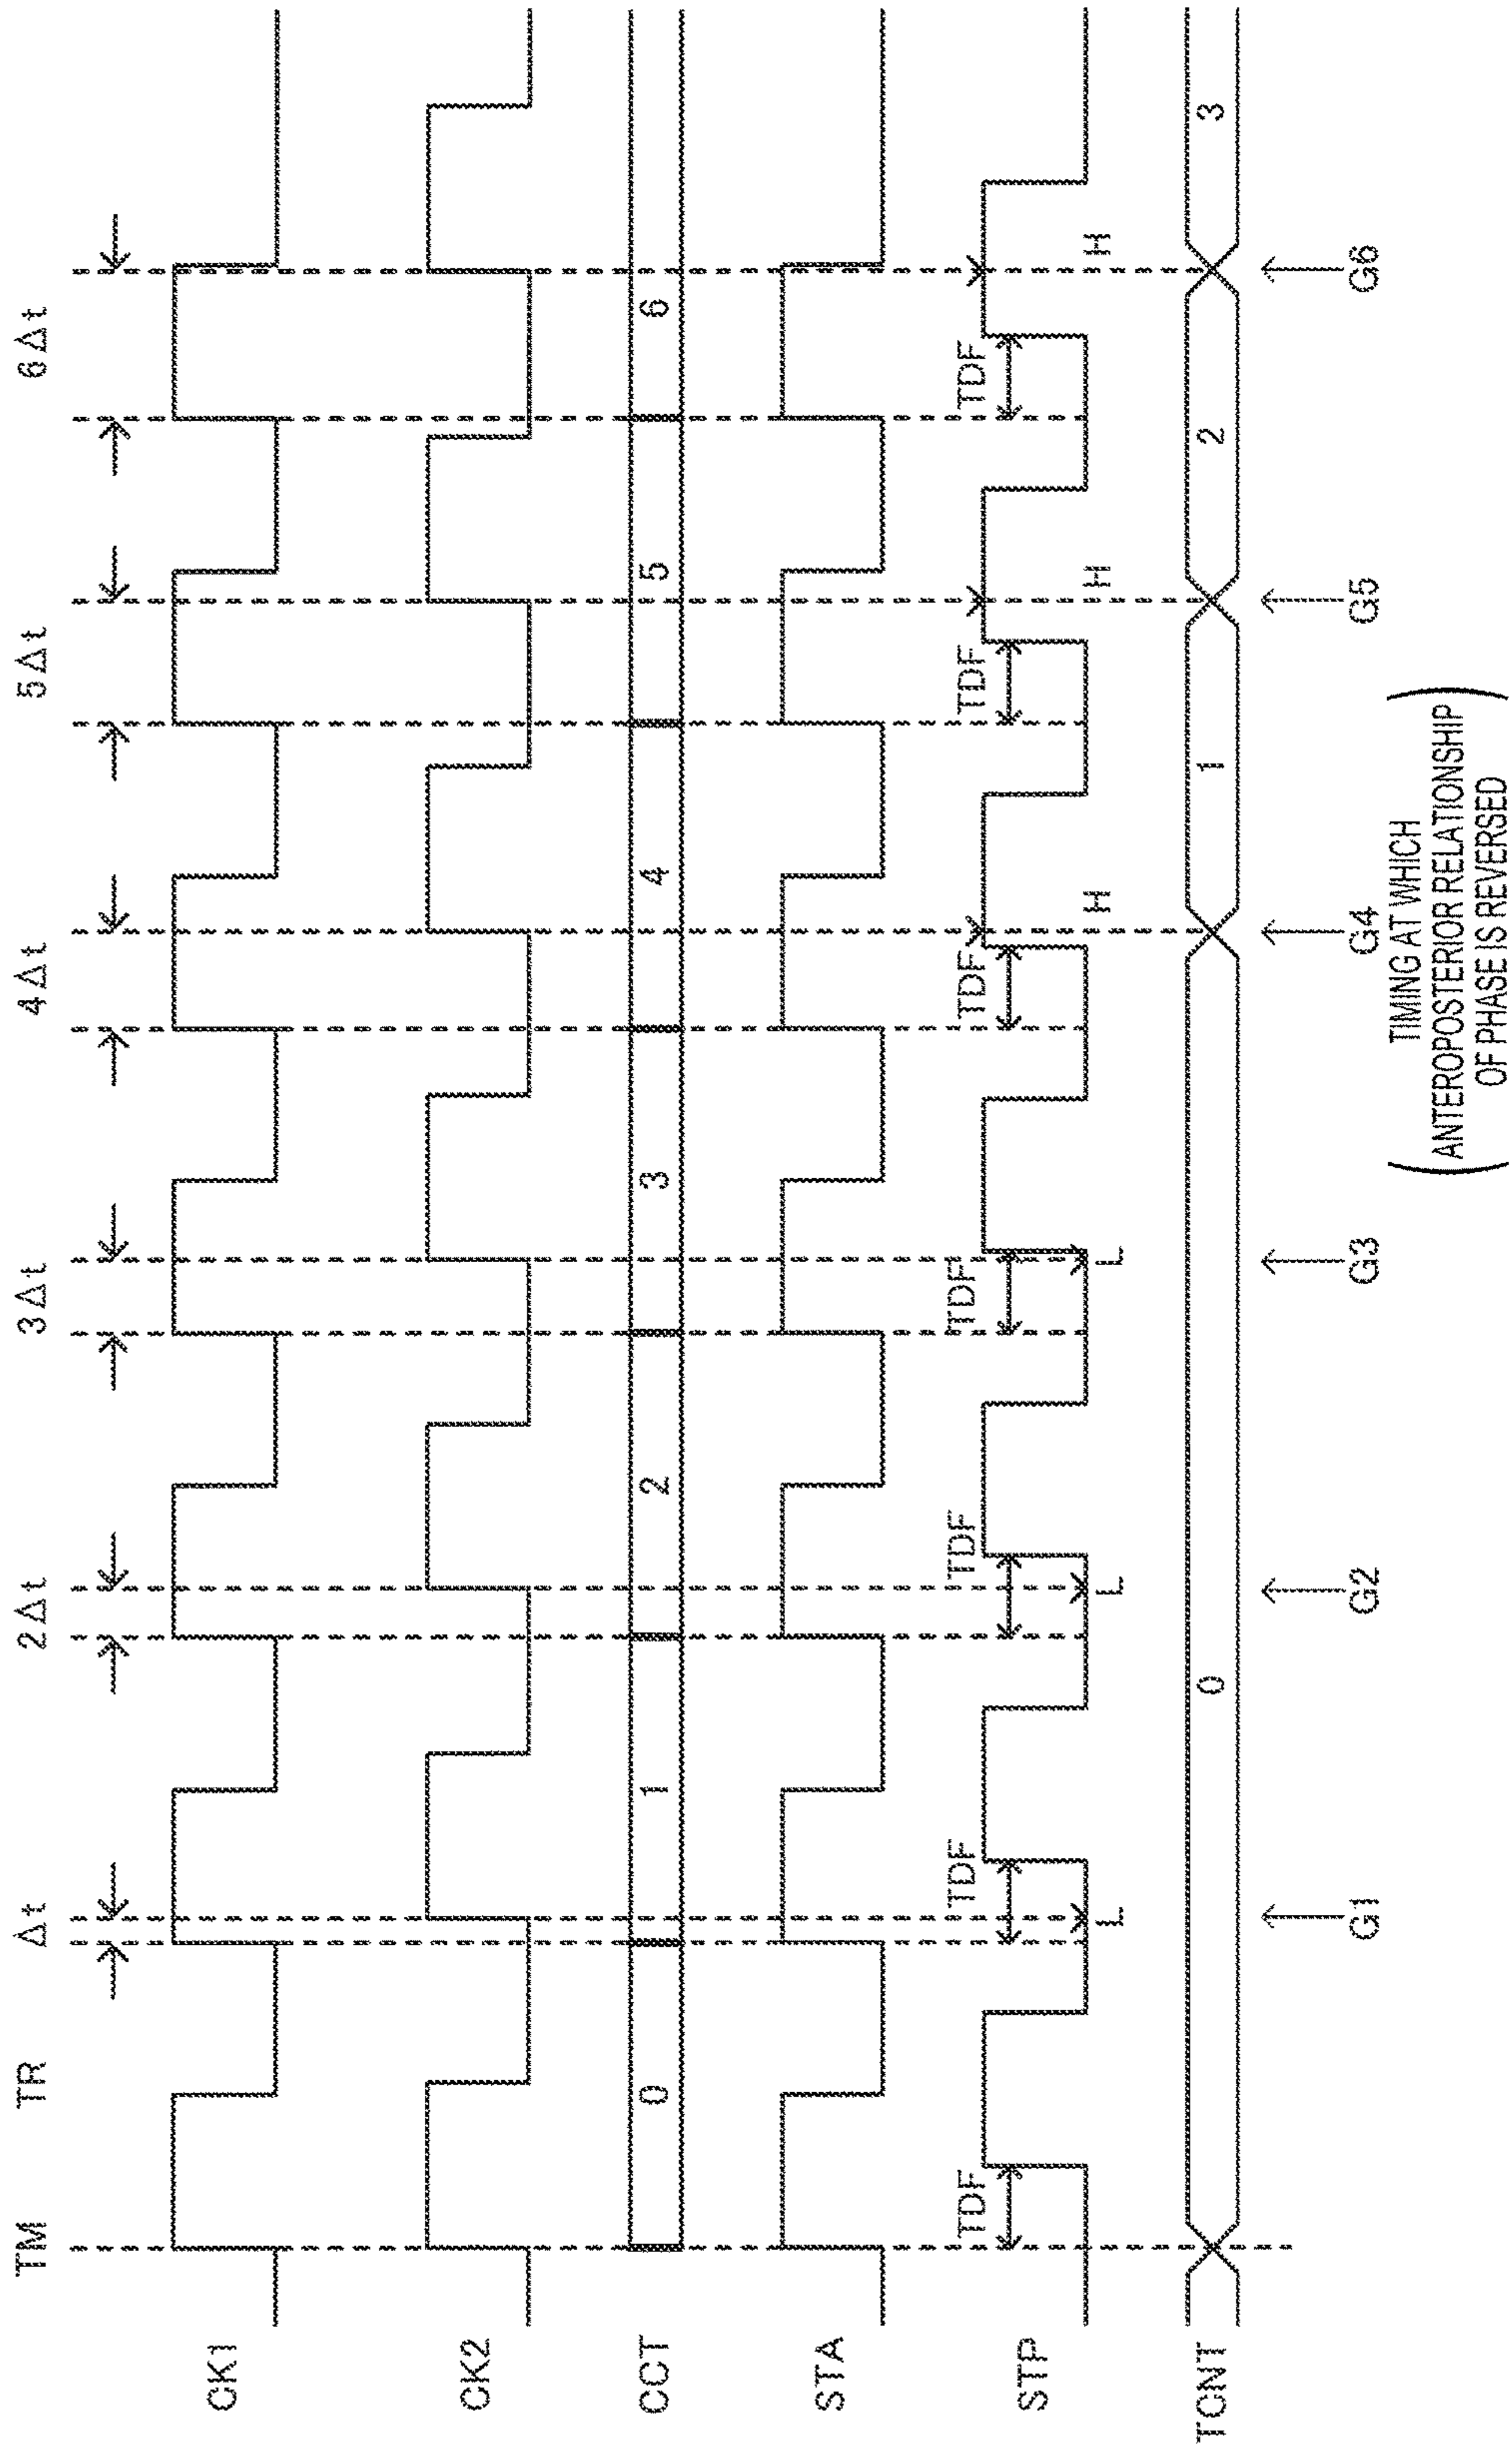 TM TR Δt 2Δt 3Δt 4Δt 5Δt 6Δt
CK1
CK2
CCT 0 1 2 3 4 5 6
STA
STP TDF TDF TDF TDF TDF TDF TDF
L L L H H H
TCNT 0 1 2 3
G1 G2 G3 G4 G5 G6
(TIMING AT WHICH
ANTEROPOSTERIOR RELATIONSHIP
OF PHASE IS REVERSED)